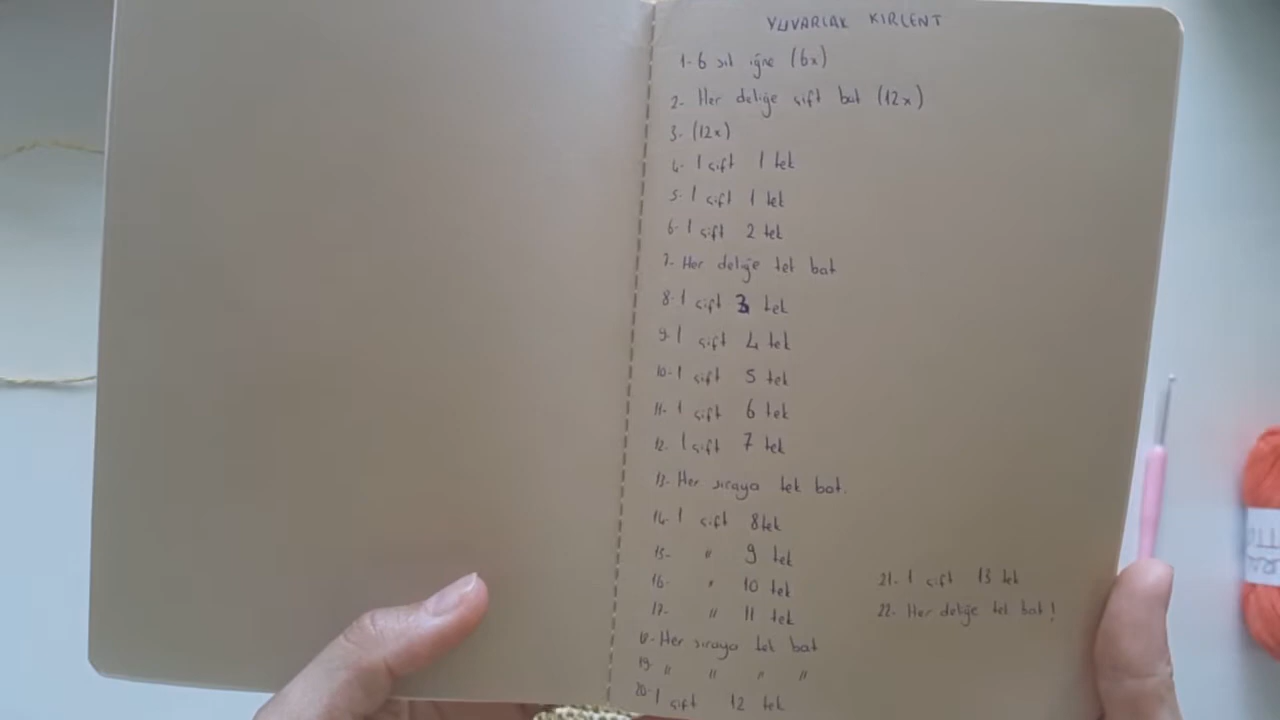 YUVARLAK KIRLENT
1- 6 sık iğne (6x)
2- Her deliğe çift bat (12x)
3- (12x)
4- 1 çift 1 tek
5- 1 çift 1 tek
6- 1 çift 2 tek
7- Her deliğe tek bat
8- 1 çift 3 tek
9- 1 çift 4 tek
10- 1 çift 5 tek
11- 1 çift 6 tek
12. 1 çift 7 tek
13- Her sıraya tek bat.
14- 1 çift 8 tek
15- " 9 tek
16- " 10 tek
17- " 11 tek
18- Her sıraya tek bat
19- " " " "
20- 1 çift 12 tek
21- 1 çift 13 tek
22- Her deliğe tek bat!